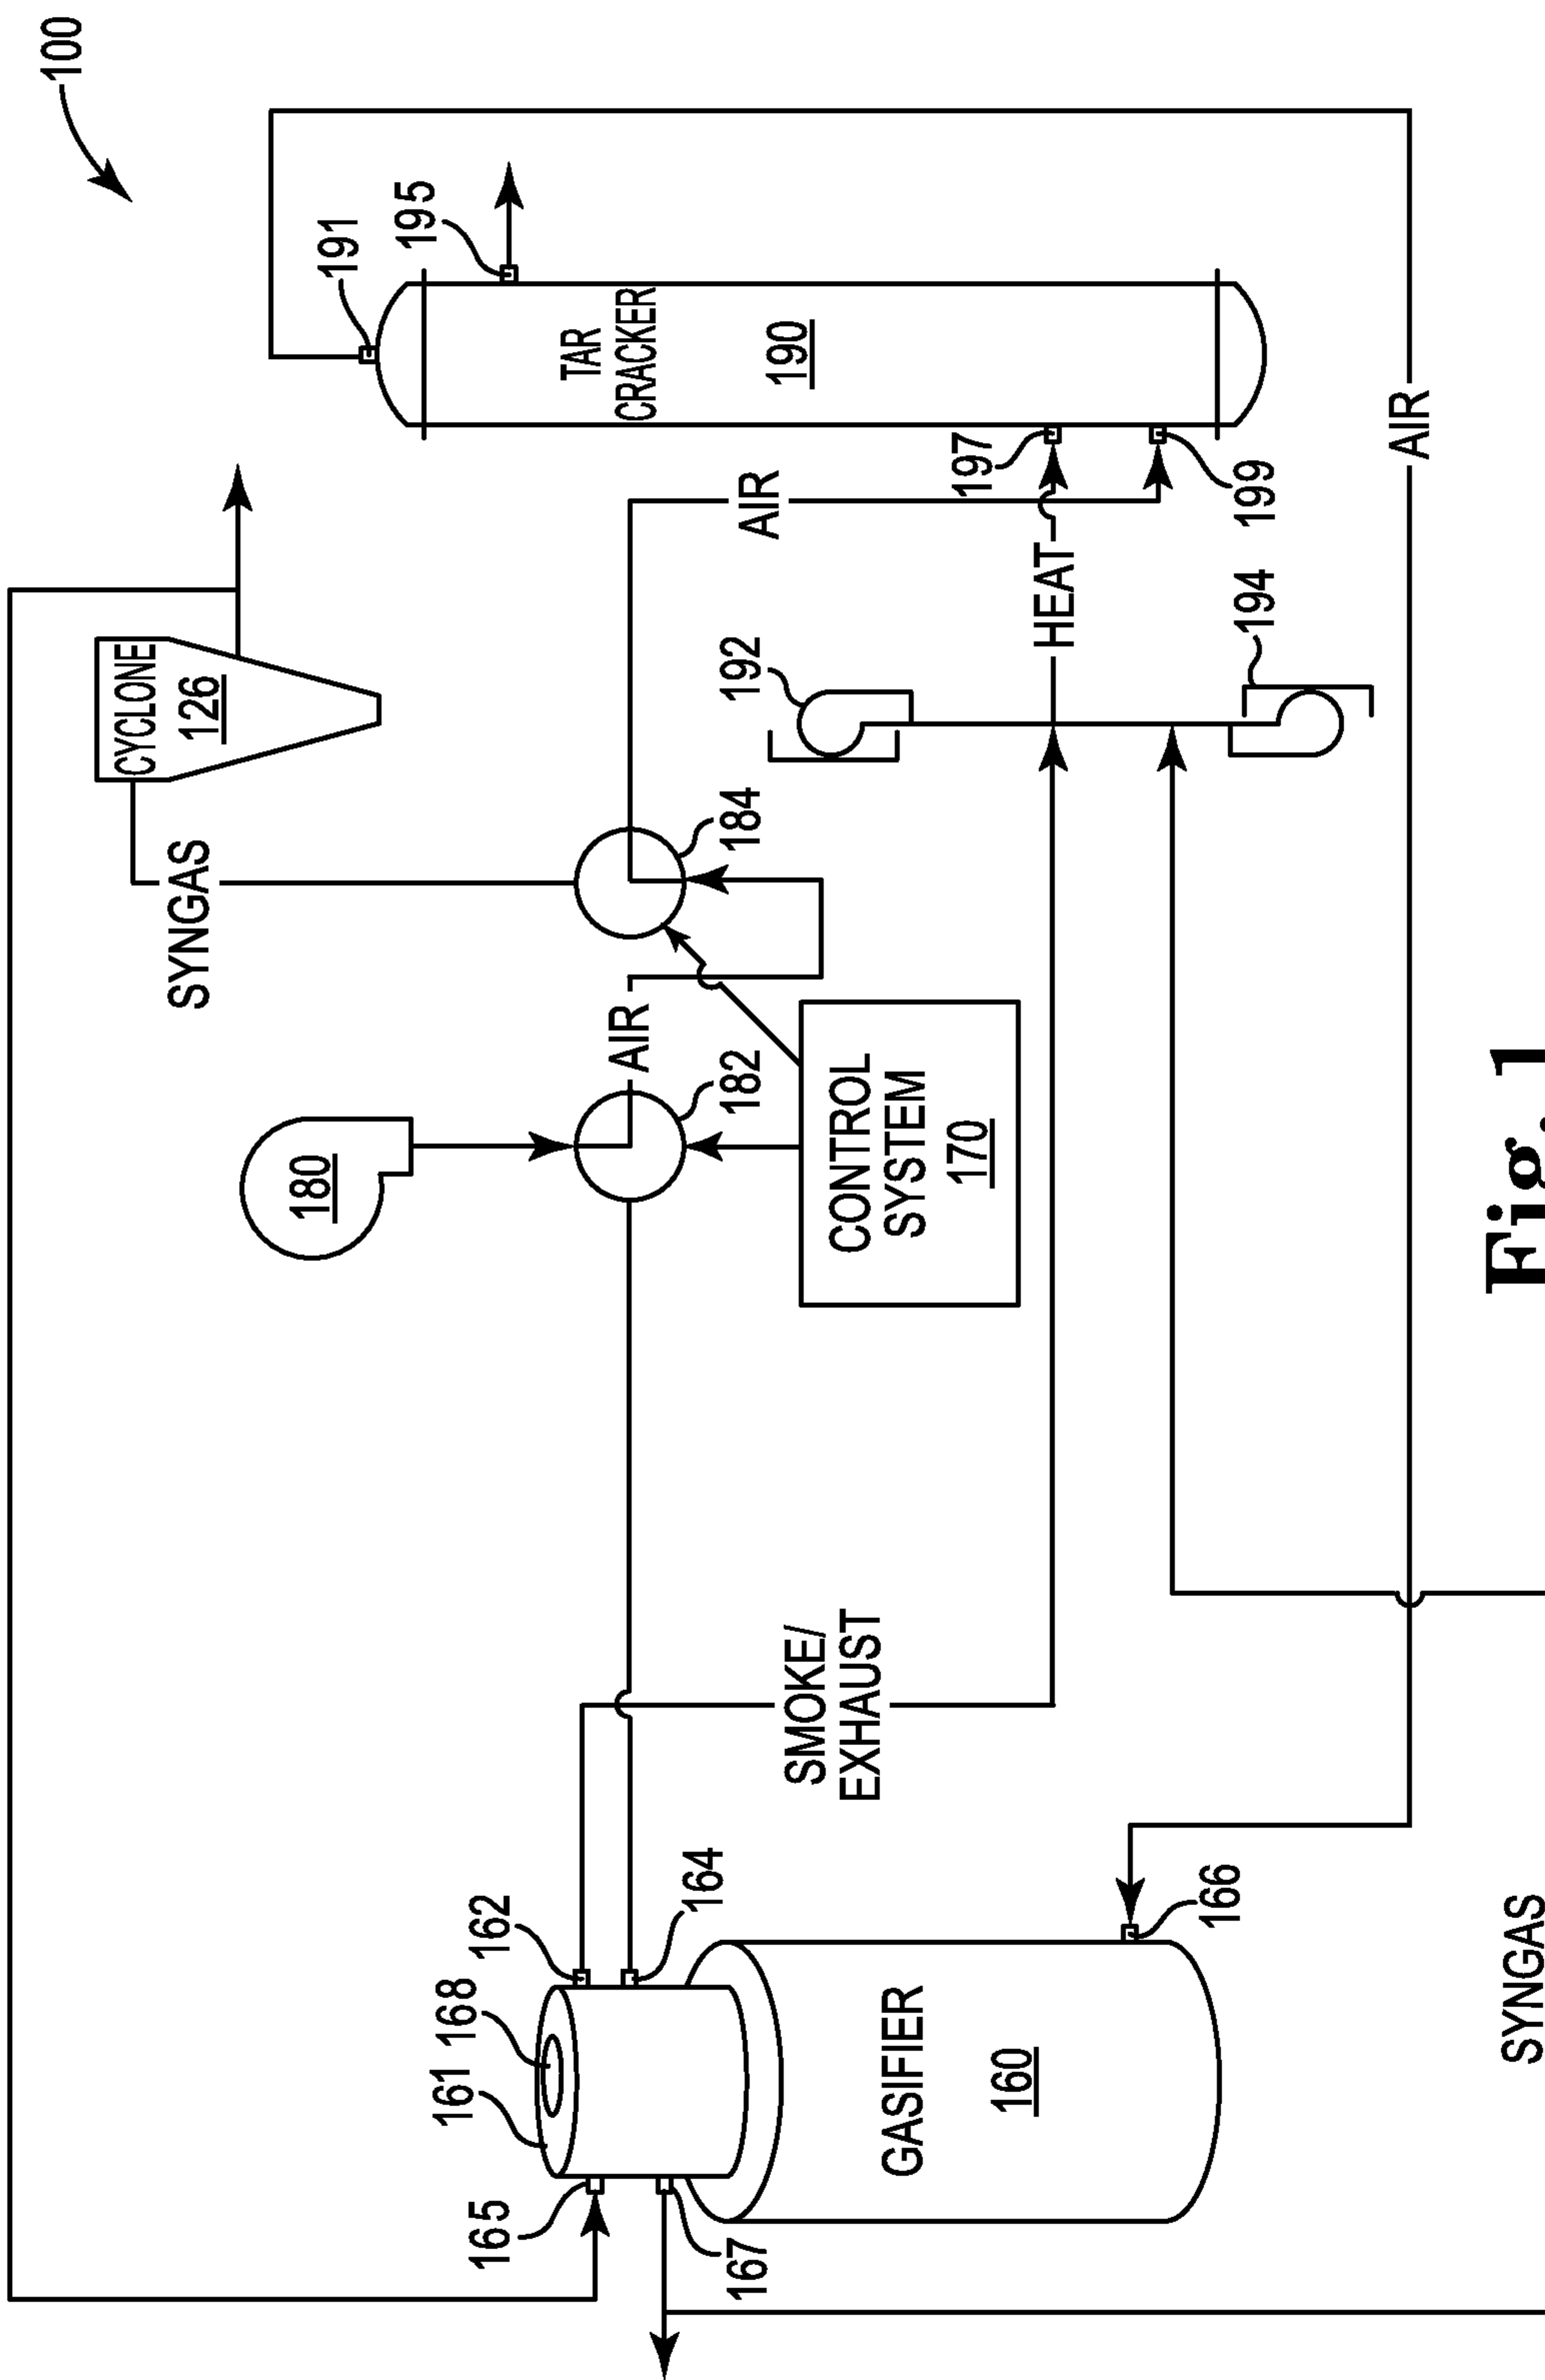 100
191
195
TAR
CRACKER
190
CYCLONE
126
SYNGAS
AIR
197
199
HEAT
192
194
AIR
184
AIR
182
180
CONTROL
SYSTEM
170
SMOKE/
EXHAUST
162
164
168
161
165
167
GASIFIER
160
166
SYNGAS
Fig. 1